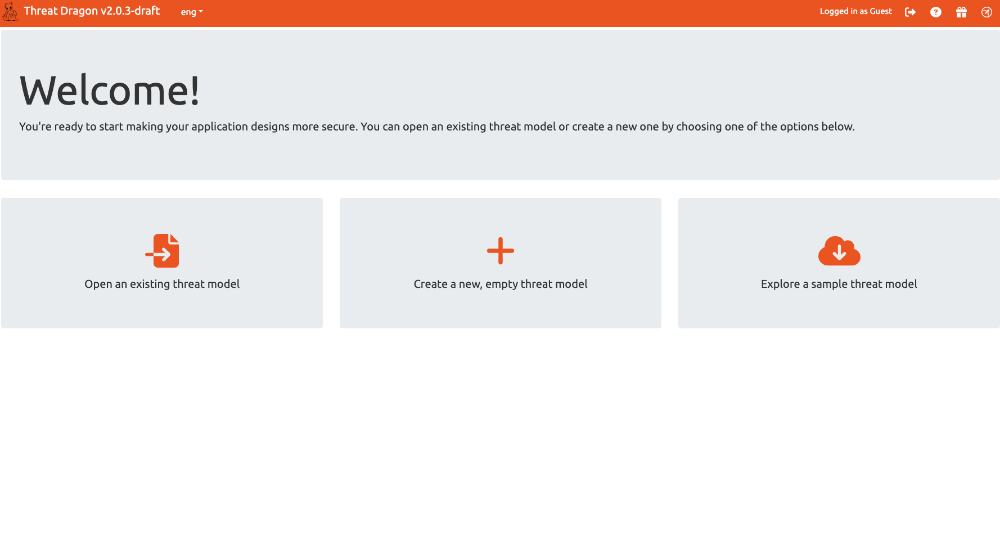 Threat Dragon v2.0.3-draft
eng
Logged in as Guest
Welcome!
You're ready to start making your application designs more secure. You can open an existing threat model or create a new one by choosing one of the options below.
Open an existing threat model
Create a new, empty threat model
Explore a sample threat model